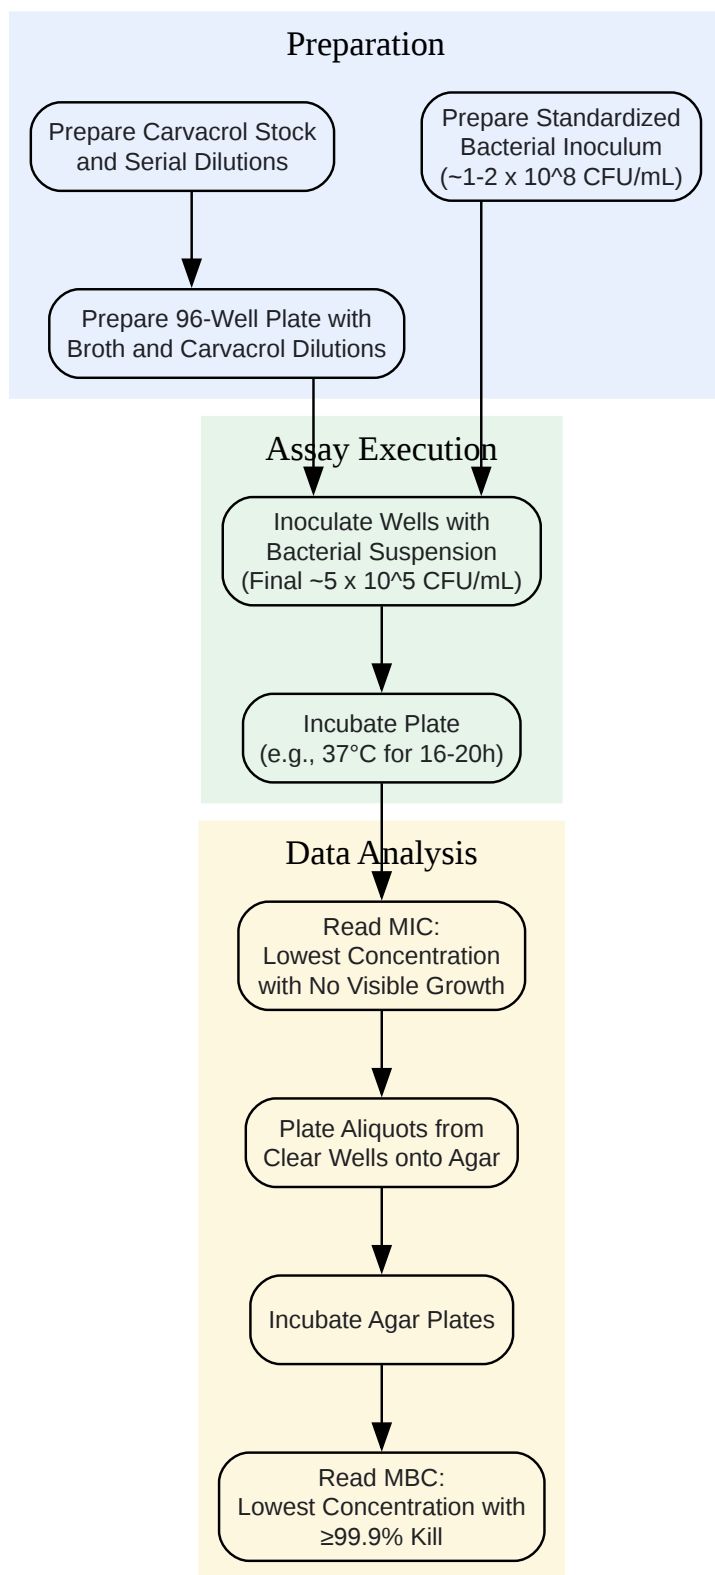 Preparation
Prepare Carvacrol Stock
and Serial Dilutions
Prepare Standardized
Bacterial Inoculum
(~1-2 x 10^8 CFU/mL)
Prepare 96-Well Plate with
Broth and Carvacrol Dilutions
Assay Execution
Inoculate Wells with
Bacterial Suspension
(Final ~5 x 10^5 CFU/mL)
Incubate Plate
(e.g., 37°C for 16-20h)
Data Analysis
Read MIC:
Lowest Concentration
with No Visible Growth
Plate Aliquots from
Clear Wells onto Agar
Incubate Agar Plates
Read MBC:
Lowest Concentration with
≥99.9% Kill